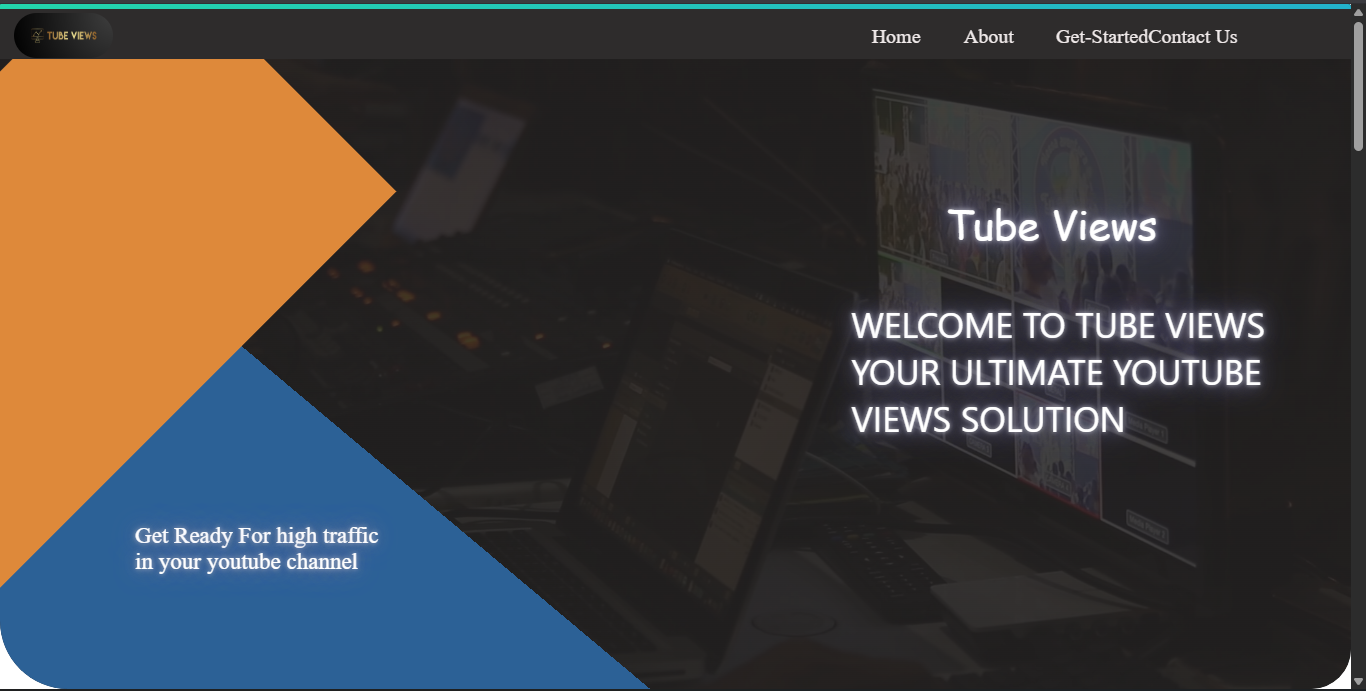 TUBE VIEWS
Home About Get-StartedContact Us
Tube Views
WELCOME TO TUBE VIEWS
YOUR ULTIMATE YOUTUBE
VIEWS SOLUTION
Get Ready For high traffic
in your youtube channel